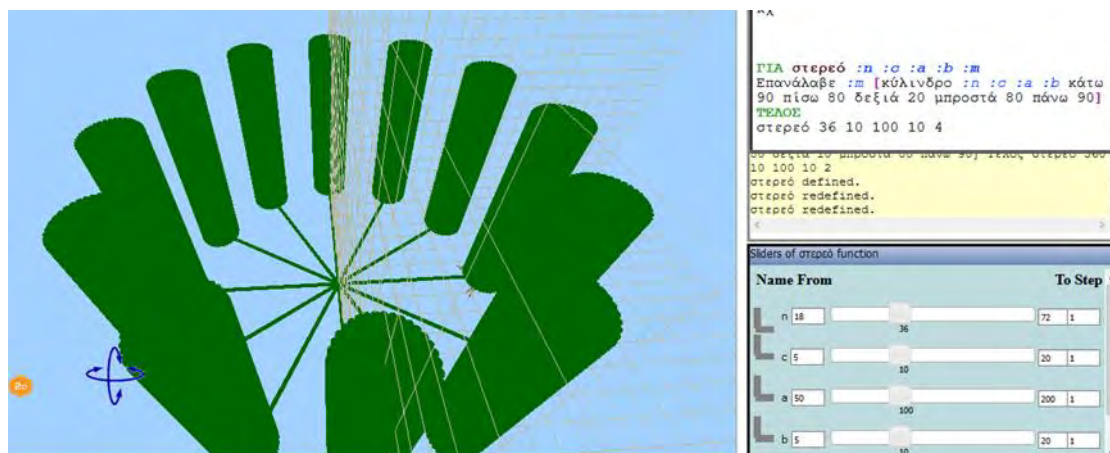 ΓΙΑ στερεό :n :c :a :b :m
Επανάλαβε :m [κύλινδρο :n :c :a :b κάτω
90 πίσω 80 δεξιά 20 μπροστά 80 πάνω 90]
ΤΕΛΟΣ
στερεό 36 10 100 10 4
10 100 10 2
στερεό defined.
στερεό redefined.
στερεό redefined.
Sliders of στερεό function
Name From To Step
n 18 36 72 1
c 5 10 20 1
a 50 100 200 1
b 5 10 20 1